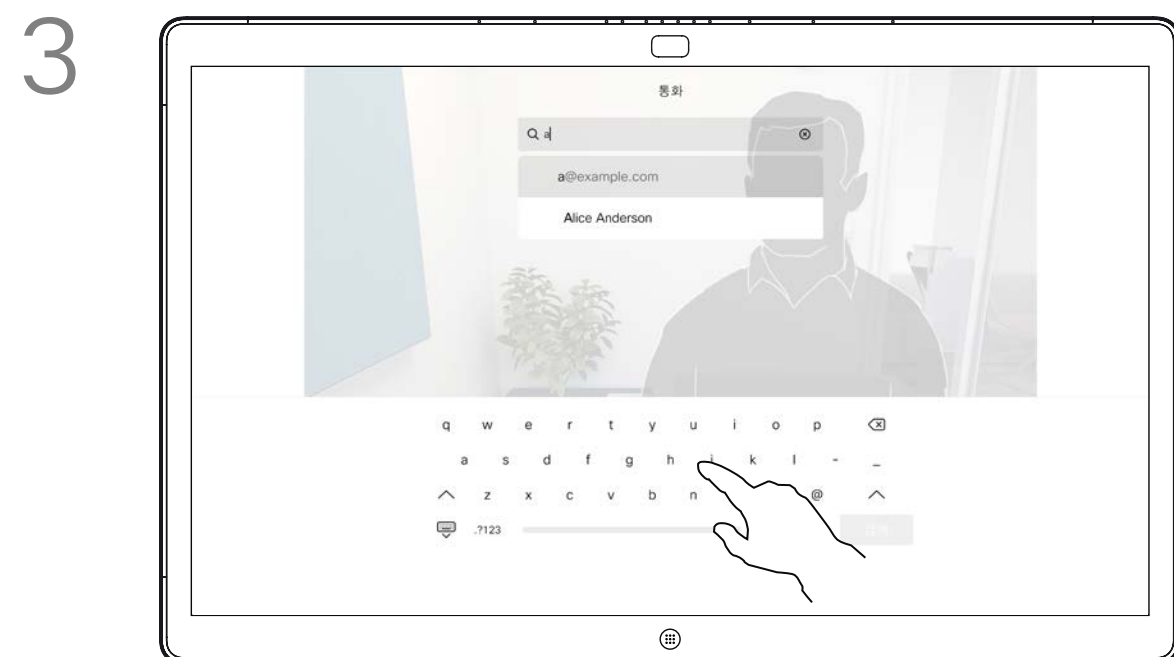 3
통화
a
a@example.com
Alice Anderson
q w e r t y u i o p
a s d f g h j k l - _
z x c v b n @
.?123